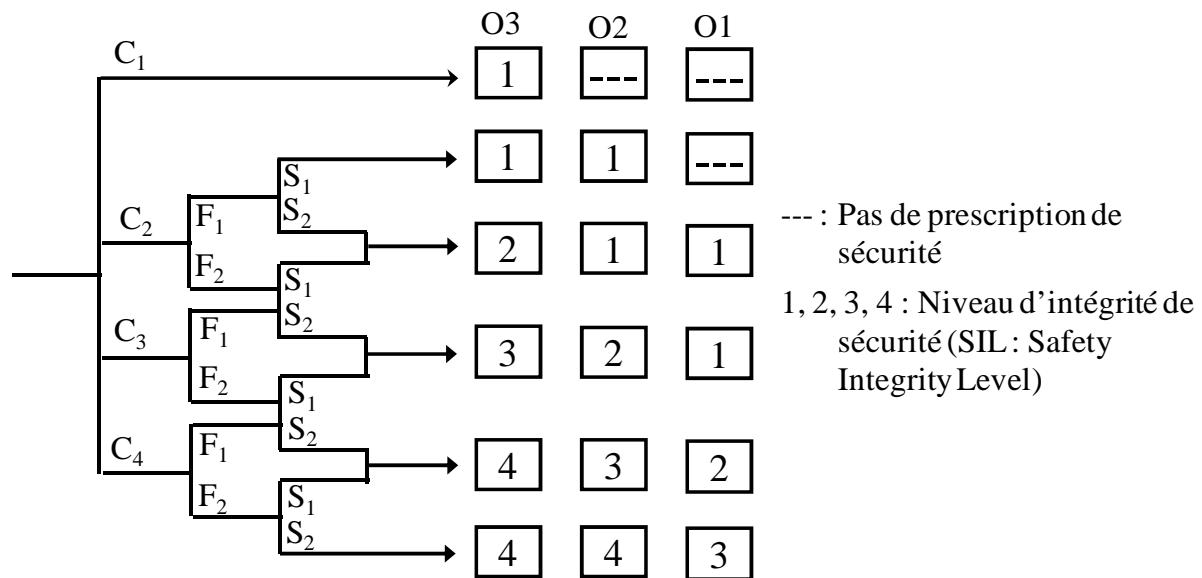 O3 O2 O1
C1
1 --- ---
S1
1 1 ---
F1 S2
C2
2 1 1
F2 S1
F1 S2
C3
3 2 1
F2 S1
F1 S2
C4
4 3 2
F2 S1
S2
4 4 3
--- : Pas de prescription de
sécurité
1, 2, 3, 4 : Niveau d’intégrité de
sécurité (SIL : Safety
Integrity Level)